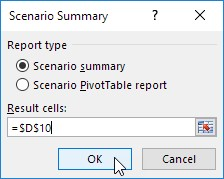 Scenario Summary
?
×
Report type
Scenario summary
Scenario PivotTable report
Result cells:
=$D$10
OK
Cancel